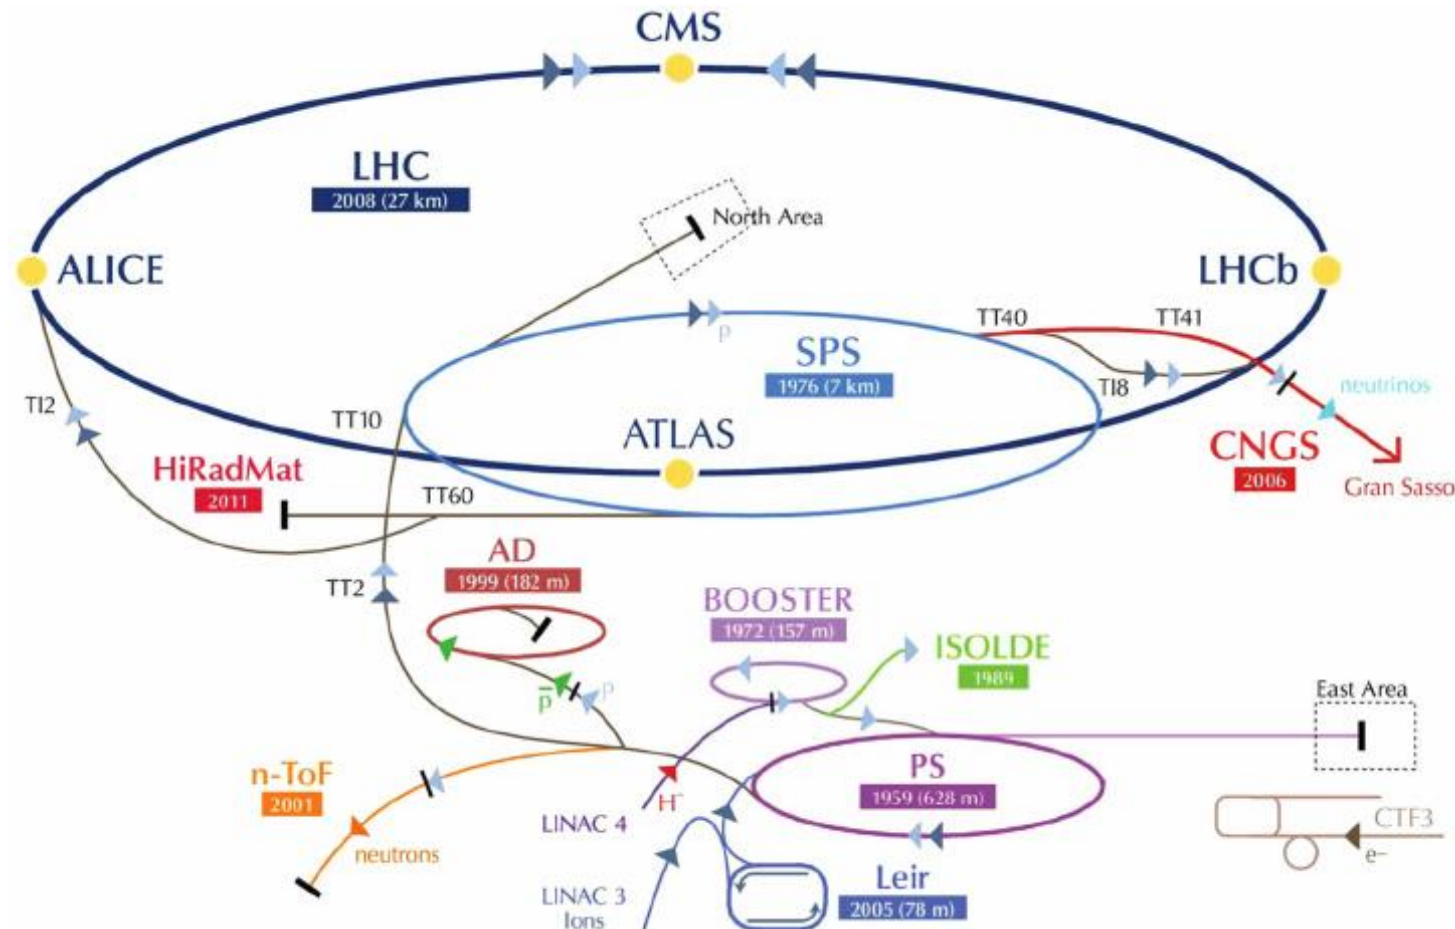 CMS
LHC
2008 (27 km)
North Area
ALICE
LHCb
TT40
TT41
p
SPS
1976 (7 km)
TI8
neutrinos
TI2
TT10
ATLAS
CNGS
2006
Gran Sasso
HiRadMat
2011
TT60
AD
1999 (182 m)
TT2
BOOSTER
1972 (157 m)
ISOLDE
1989
p̅
p
East Area
n-ToF
2001
PS
1959 (628 m)
H⁻
LINAC 4
CTF3
neutrons
e−
Leir
2005 (78 m)
LINAC 3
Ions